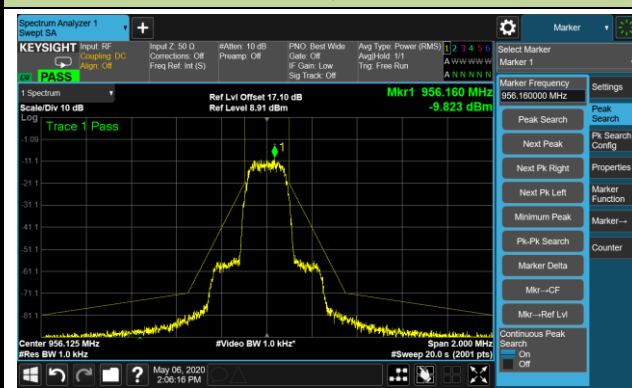 Spectrum Analyzer 1
Swept SA
Marker
KEYSIGHT Input: RF
Coupling: DC
Align: Off
Input Z: 50 Ω
Corrections: Off
Freq Ref: Int (S)
#Atten: 10 dB
Preamp: Off
PNO: Best Wide
Gate: Off
IF Gain: Low
Sig Track: Off
Avg Type: Power (RMS)
Avg|Hold: 1/1
Trig: Free Run
1 2 3 4 5 6
A W W W W W
A N N N N N
LW PASS
Select Marker
Marker 1
1 Spectrum
Scale/Div 10 dB
Log
Ref Lvl Offset 17.10 dB
Ref Level 8.91 dBm
Mkr1 956.160 MHz
-9.823 dBm
Trace 1 Pass
1
-1.09
-11.1
-21.1
-31.1
-41.1
-51.1
-61.1
-71.1
-81.1
Center 956.125 MHz
#Res BW 1.0 kHz
#Video BW 1.0 kHz*
Span 2.000 MHz
#Sweep 20.0 s (2001 pts)
Marker Frequency
956.160000 MHz
Peak Search
Next Peak
Next Pk Right
Next Pk Left
Minimum Peak
Pk-Pk Search
Marker Delta
Mkr→CF
Mkr→Ref Lvl
Continuous Peak
Search
On
Off
Settings
Peak
Search
Pk Search
Config
Properties
Marker
Function
Marker→
Counter
?
May 06, 2020
2:06:16 PM